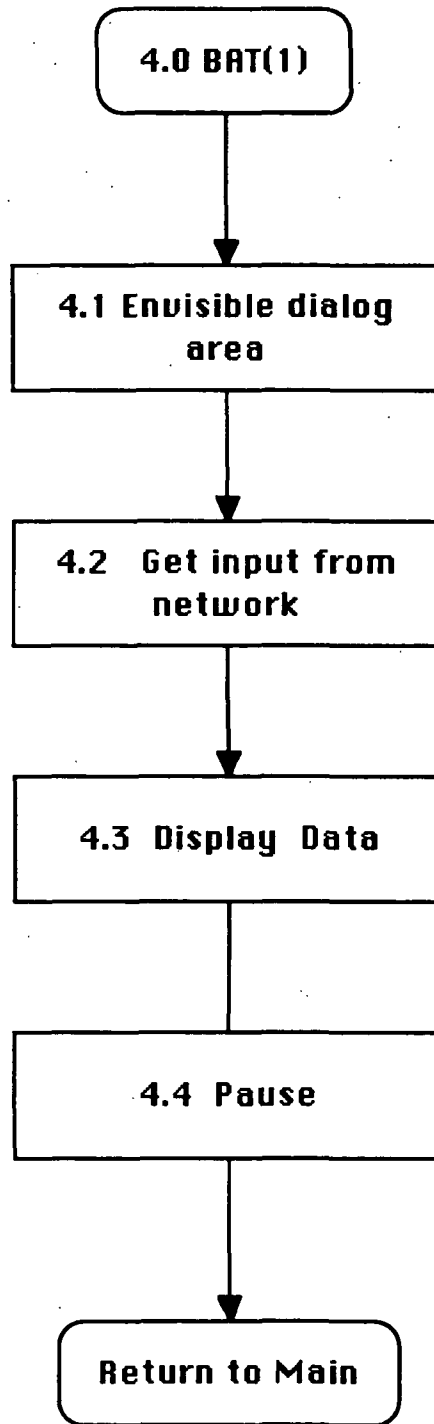 4.0 BAT(1)
4.1 Envisible dialog
area
4.2 Get input from
network
4.3 Display Data
4.4 Pause
Return to Main